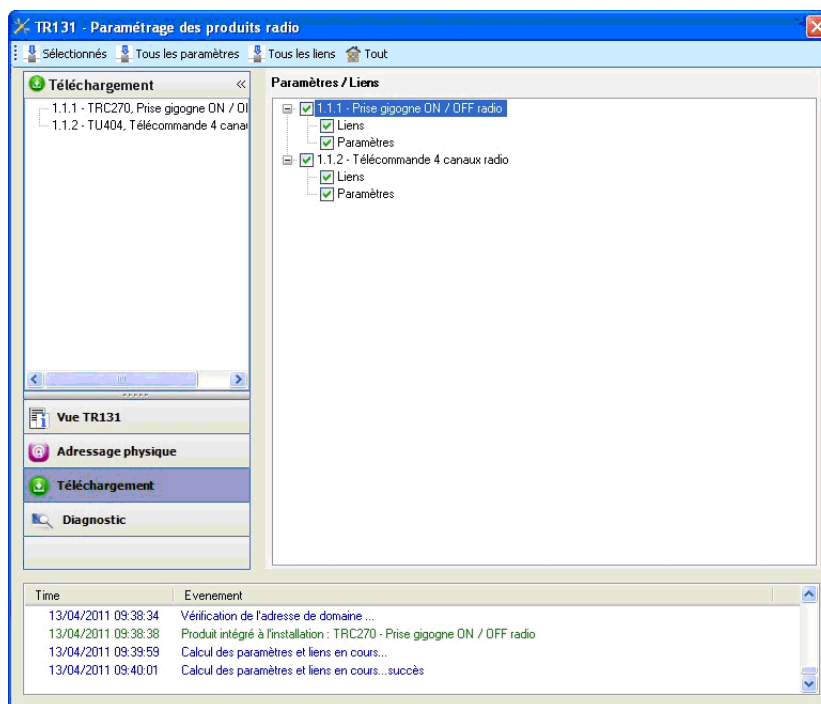 TR131 - Paramétrage des produits radio
Sélectionnés Tous les paramètres Tous les liens Tout
Téléchargement «
1.1.1 - TRC270, Prise gigogne ON / OI
1.1.2 - TU404, Télécommande 4 canau
Vue TR131
Adressage physique
Téléchargement
Diagnostic
Paramètres / Liens
1.1.1 - Prise gigogne ON / OFF radio
Liens
Paramètres
1.1.2 - Télécommande 4 canaux radio
Liens
Paramètres
Time Evenement
13/04/2011 09:38:34 Vérification de l'adresse de domaine ...
13/04/2011 09:38:38 Produit intégré à l'installation : TRC270 - Prise gigogne ON / OFF radio
13/04/2011 09:39:59 Calcul des paramètres et liens en cours...
13/04/2011 09:40:01 Calcul des paramètres et liens en cours...succès